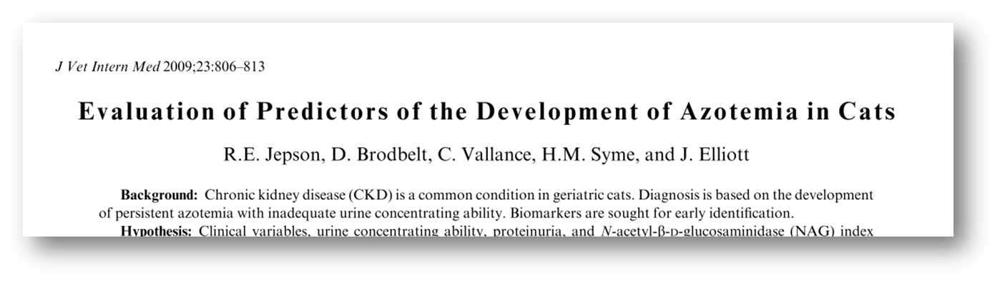 J Vet Intern Med 2009;23:806–813
Evaluation of Predictors of the Development of Azotemia in Cats
R.E. Jepson, D. Brodbelt, C. Vallance, H.M. Syme, and J. Elliott
Background: Chronic kidney disease (CKD) is a common condition in geriatric cats. Diagnosis is based on the development
of persistent azotemia with inadequate urine concentrating ability. Biomarkers are sought for early identification.
Hypothesis: Clinical variables, urine concentrating ability, proteinuria, and N-acetyl-β-D-glucosaminidase (NAG) index